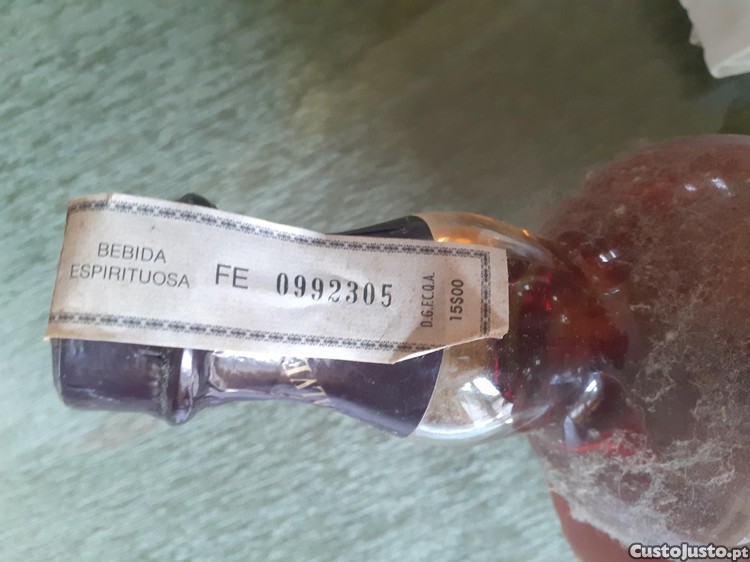 BEBIDA
ESPIRITUOSA
FE 0992305
D.G.F.C.Q.A.
15$00
CustoJusto.pt